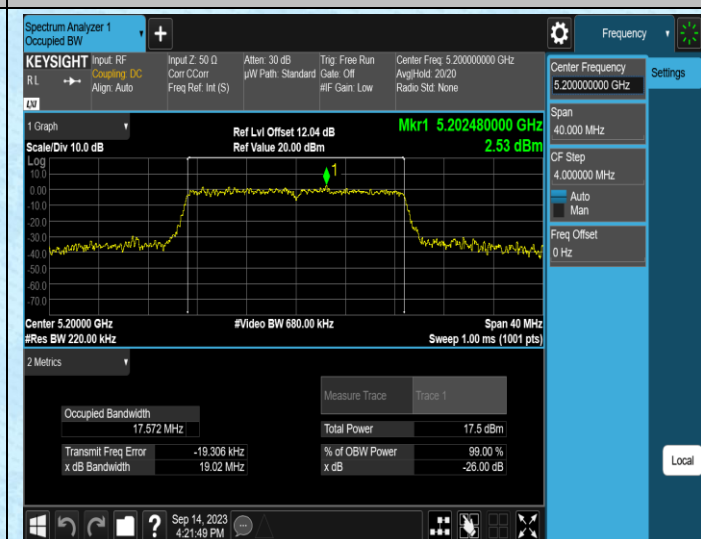 Spectrum Analyzer 1
Occupied BW
+
Frequency
KEYSIGHT
RL
LXI
Input: RF
Coupling: DC
Align: Auto
Input Z: 50 Ω
Corr CCorr
Freq Ref: Int (S)
Atten: 30 dB
µW Path: Standard
Trig: Free Run
Gate: Off
#IF Gain: Low
Center Freq: 5.200000000 GHz
Avg|Hold: 20/20
Radio Std: None
Center Frequency
5.200000000 GHz
Settings
Span
40.000 MHz
CF Step
4.000000 MHz
Auto
Man
Freq Offset
0 Hz
1 Graph
Scale/Div 10.0 dB
Ref Lvl Offset 12.04 dB
Ref Value 20.00 dBm
Mkr1 5.202480000 GHz
2.53 dBm
Log
10.0
0.00
-10.0
-20.0
-30.0
-40.0
-50.0
-60.0
-70.0
1
Center 5.20000 GHz
#Res BW 220.00 kHz
#Video BW 680.00 kHz
Span 40 MHz
Sweep 1.00 ms (1001 pts)
2 Metrics
Measure Trace
Trace 1
Occupied Bandwidth
17.572 MHz
Total Power
17.5 dBm
Transmit Freq Error
-19.306 kHz
% of OBW Power
99.00 %
x dB Bandwidth
19.02 MHz
x dB
-26.00 dB
Local
?
Sep 14, 2023
4:21:49 PM